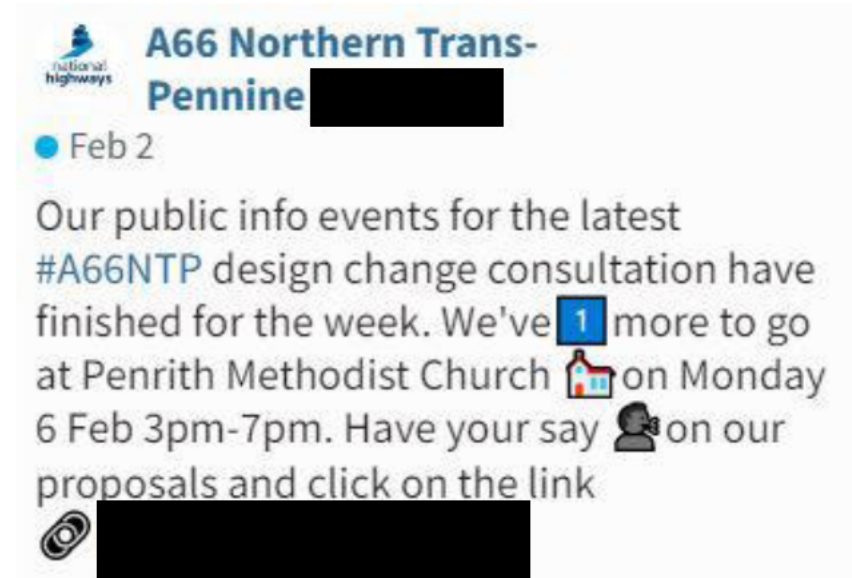 national
highways
A66 Northern Trans-
Pennine
Feb 2
Our public info events for the latest
#A66NTP design change consultation have
finished for the week. We've 1 more to go
at Penrith Methodist Church on Monday
6 Feb 3pm-7pm. Have your say on our
proposals and click on the link